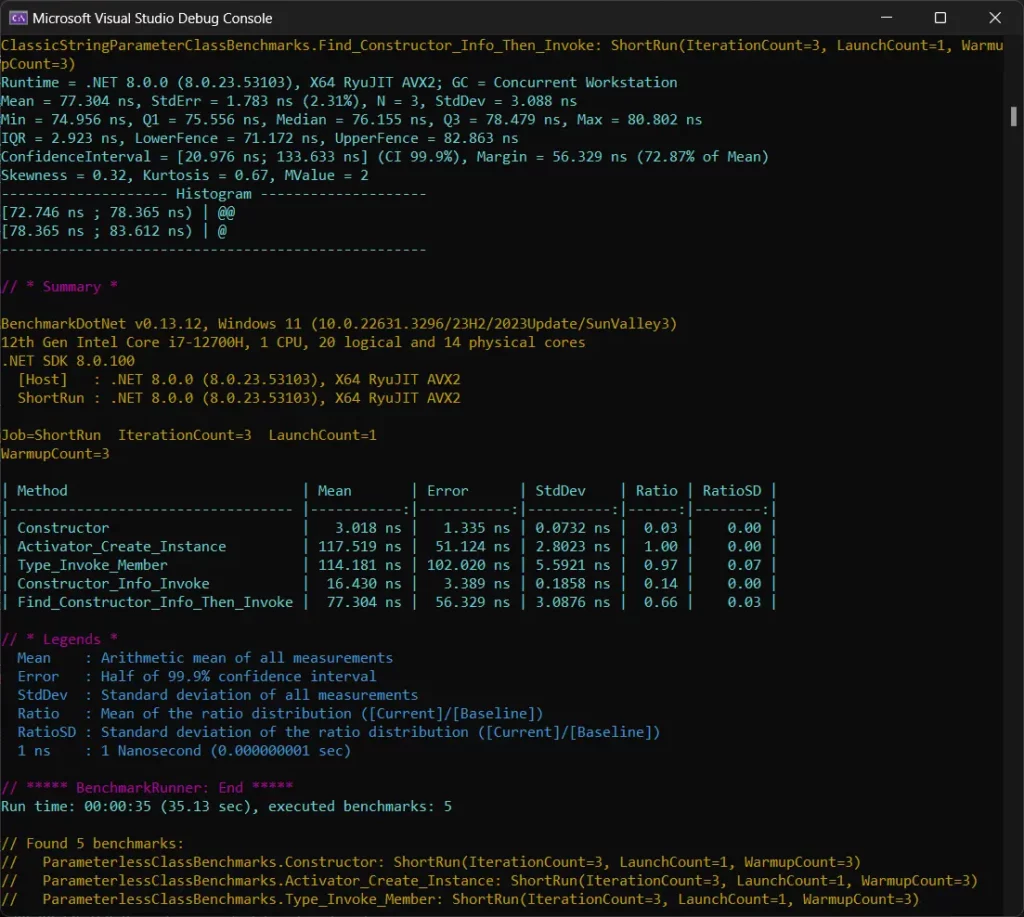 Microsoft Visual Studio Debug Console
ClassicStringParameterClassBenchmarks.Find_Constructor_Info_Then_Invoke: ShortRun(IterationCount=3, LaunchCount=1, Warmu
pCount=3)
Runtime = .NET 8.0.0 (8.0.23.53103), X64 RyuJIT AVX2; GC = Concurrent Workstation
Mean = 77.304 ns, StdErr = 1.783 ns (2.31%), N = 3, StdDev = 3.088 ns
Min = 74.956 ns, Q1 = 75.556 ns, Median = 76.155 ns, Q3 = 78.479 ns, Max = 80.802 ns
IQR = 2.923 ns, LowerFence = 71.172 ns, UpperFence = 82.863 ns
ConfidenceInterval = [20.976 ns; 133.633 ns] (CI 99.9%), Margin = 56.329 ns (72.87% of Mean)
Skewness = 0.32, Kurtosis = 0.67, MValue = 2
-------------------- Histogram --------------------
[72.746 ns ; 78.365 ns) | @@
[78.365 ns ; 83.612 ns) | @
---------------------------------------------------
// * Summary *
BenchmarkDotNet v0.13.12, Windows 11 (10.0.22631.3296/23H2/2023Update/SunValley3)
12th Gen Intel Core i7-12700H, 1 CPU, 20 logical and 14 physical cores
.NET SDK 8.0.100
  [Host]   : .NET 8.0.0 (8.0.23.53103), X64 RyuJIT AVX2
  ShortRun : .NET 8.0.0 (8.0.23.53103), X64 RyuJIT AVX2
Job=ShortRun  IterationCount=3  LaunchCount=1
WarmupCount=3
| Method                            | Mean       | Error      | StdDev    | Ratio | RatioSD |
|---------------------------------- |-----------:|-----------:|----------:|------:|--------:|
| Constructor                       |   3.018 ns |   1.335 ns | 0.0732 ns |  0.03 |    0.00 |
| Activator_Create_Instance         | 117.519 ns |  51.124 ns | 2.8023 ns |  1.00 |    0.00 |
| Type_Invoke_Member                | 114.181 ns | 102.020 ns | 5.5921 ns |  0.97 |    0.07 |
| Constructor_Info_Invoke           |  16.430 ns |   3.389 ns | 0.1858 ns |  0.14 |    0.00 |
| Find_Constructor_Info_Then_Invoke |  77.304 ns |  56.329 ns | 3.0876 ns |  0.66 |    0.03 |
// * Legends *
  Mean    : Arithmetic mean of all measurements
  Error   : Half of 99.9% confidence interval
  StdDev  : Standard deviation of all measurements
  Ratio   : Mean of the ratio distribution ([Current]/[Baseline])
  RatioSD : Standard deviation of the ratio distribution ([Current]/[Baseline])
  1 ns    : 1 Nanosecond (0.000000001 sec)
// ***** BenchmarkRunner: End *****
Run time: 00:00:35 (35.13 sec), executed benchmarks: 5
// Found 5 benchmarks:
//   ParameterlessClassBenchmarks.Constructor: ShortRun(IterationCount=3, LaunchCount=1, WarmupCount=3)
//   ParameterlessClassBenchmarks.Activator_Create_Instance: ShortRun(IterationCount=3, LaunchCount=1, WarmupCount=3)
//   ParameterlessClassBenchmarks.Type_Invoke_Member: ShortRun(IterationCount=3, LaunchCount=1, WarmupCount=3)